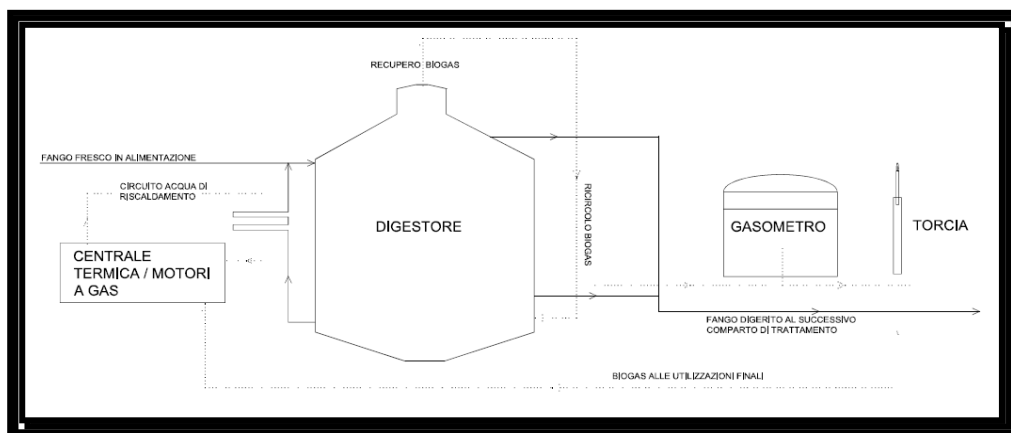 RECUPERO BIOGAS
FANGO FRESCO IN ALIMENTAZIONE
CIRCUITO ACQUA DI
RISCALDAMENTO
DIGESTORE
RICIRCOLO BIOGAS
GASOMETRO
TORCIA
CENTRALE
TERMICA / MOTORI
A GAS
FANGO DIGERITO AL SUCCESSIVO
COMPARTO DI TRATTAMENTO
BIOGAS ALLE UTILIZZAZIONI FINALI